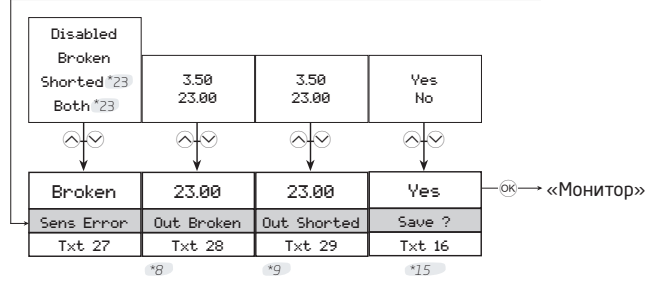 Disabled
Broken
Shorted *23
Both *23
3.50
23.00
3.50
23.00
Yes
No
Broken
23.00
23.00
Yes
OK
«Монитор»
Sens Error
Out Broken
Out Shorted
Save ?
Txt 27
Txt 28
Txt 29
Txt 16
*8
*9
*15